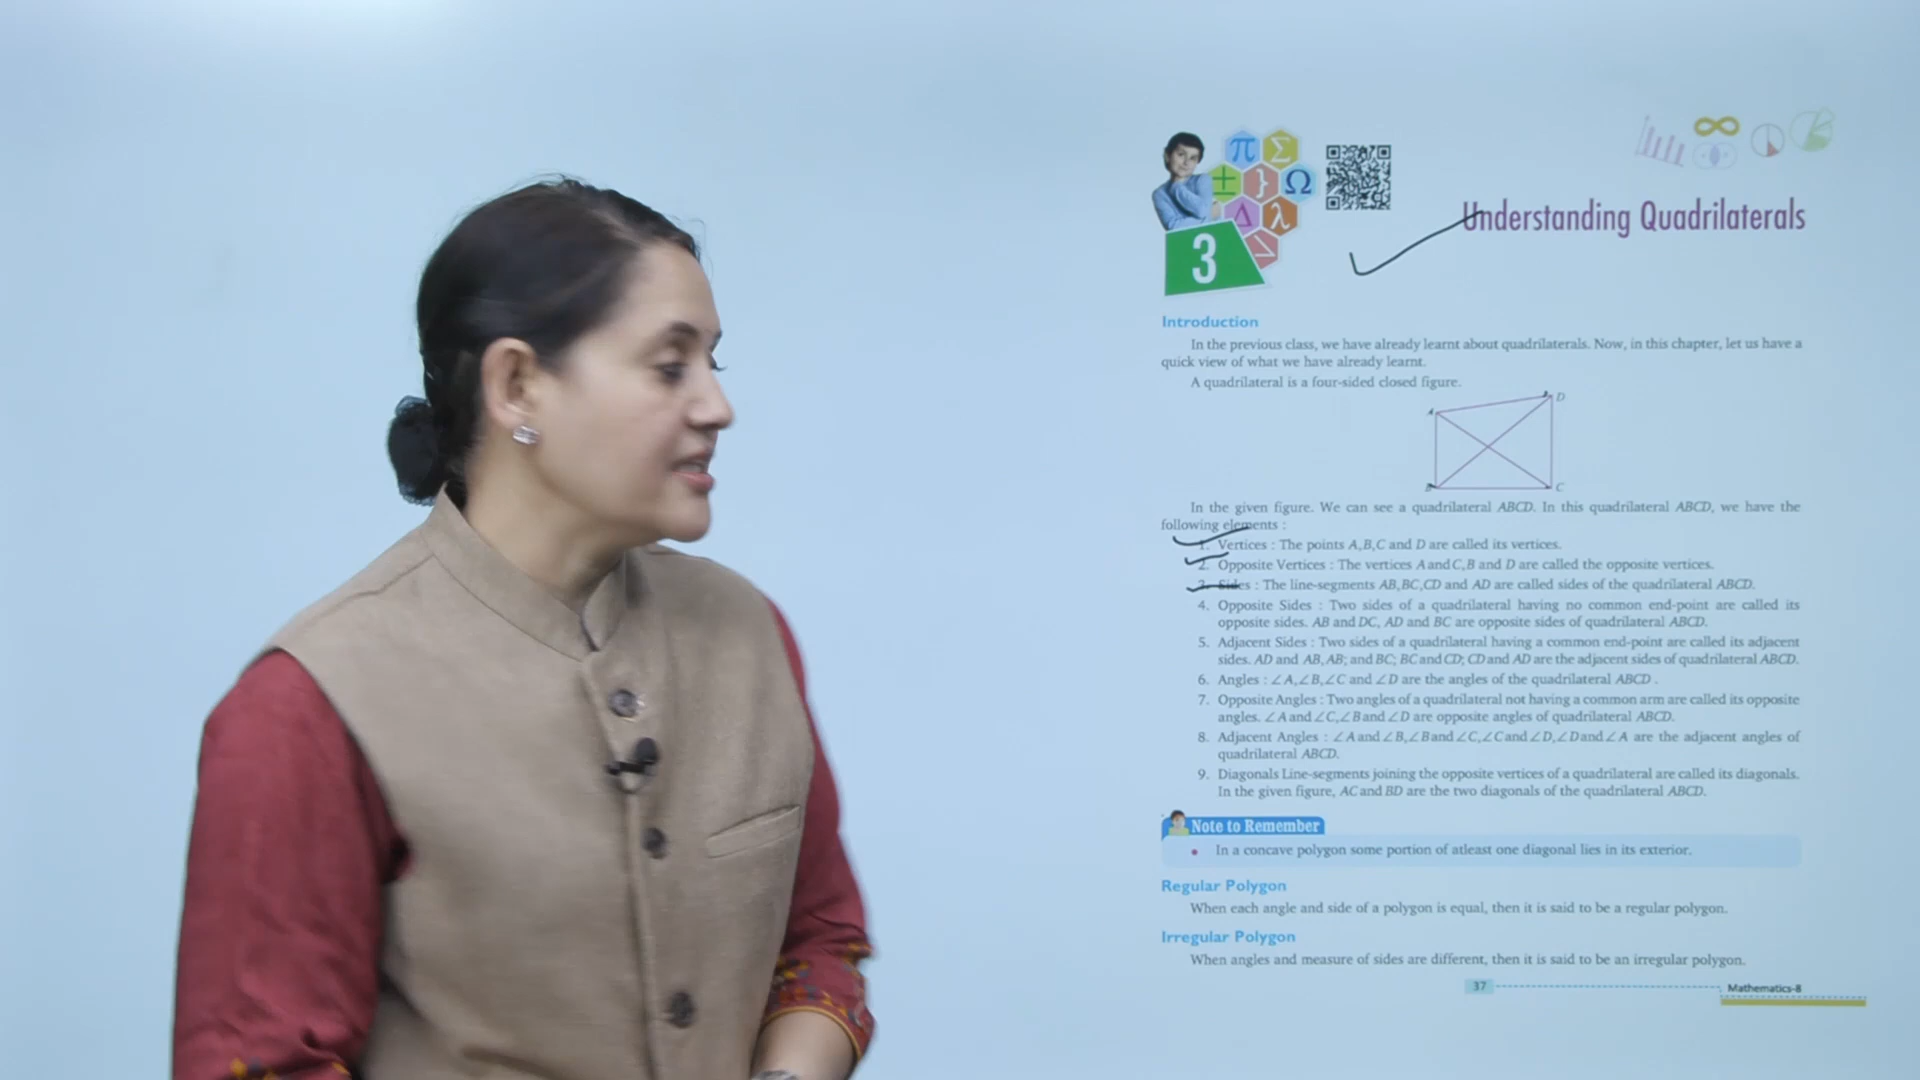 π Σ
± } Ω
Δ λ
3
Understanding Quadrilaterals
Introduction
In the previous class, we have already learnt about quadrilaterals. Now, in this chapter, let us have a
quick view of what we have already learnt.
A quadrilateral is a four-sided closed figure.
A D
B C
In the given figure. We can see a quadrilateral ABCD. In this quadrilateral ABCD, we have the
following elements :
1. Vertices : The points A,B,C and D are called its vertices.
2. Opposite Vertices : The vertices A and C,B and D are called the opposite vertices.
3. Sides : The line-segments AB,BC,CD and AD are called sides of the quadrilateral ABCD.
4. Opposite Sides : Two sides of a quadrilateral having no common end-point are called its
opposite sides. AB and DC, AD and BC are opposite sides of quadrilateral ABCD.
5. Adjacent Sides : Two sides of a quadrilateral having a common end-point are called its adjacent
sides. AD and AB, AB; and BC; BC and CD; CD and AD are the adjacent sides of quadrilateral ABCD.
6. Angles : ∠A,∠B,∠C and ∠D are the angles of the quadrilateral ABCD .
7. Opposite Angles : Two angles of a quadrilateral not having a common arm are called its opposite
angles. ∠A and ∠C,∠B and ∠D are opposite angles of quadrilateral ABCD.
8. Adjacent Angles : ∠A and ∠B,∠B and ∠C,∠C and ∠D,∠D and ∠A are the adjacent angles of
quadrilateral ABCD.
9. Diagonals Line-segments joining the opposite vertices of a quadrilateral are called its diagonals.
In the given figure, AC and BD are the two diagonals of the quadrilateral ABCD.
Note to Remember
• In a concave polygon some portion of atleast one diagonal lies in its exterior.
Regular Polygon
When each angle and side of a polygon is equal, then it is said to be a regular polygon.
Irregular Polygon
When angles and measure of sides are different, then it is said to be an irregular polygon.
37 Mathematics-8